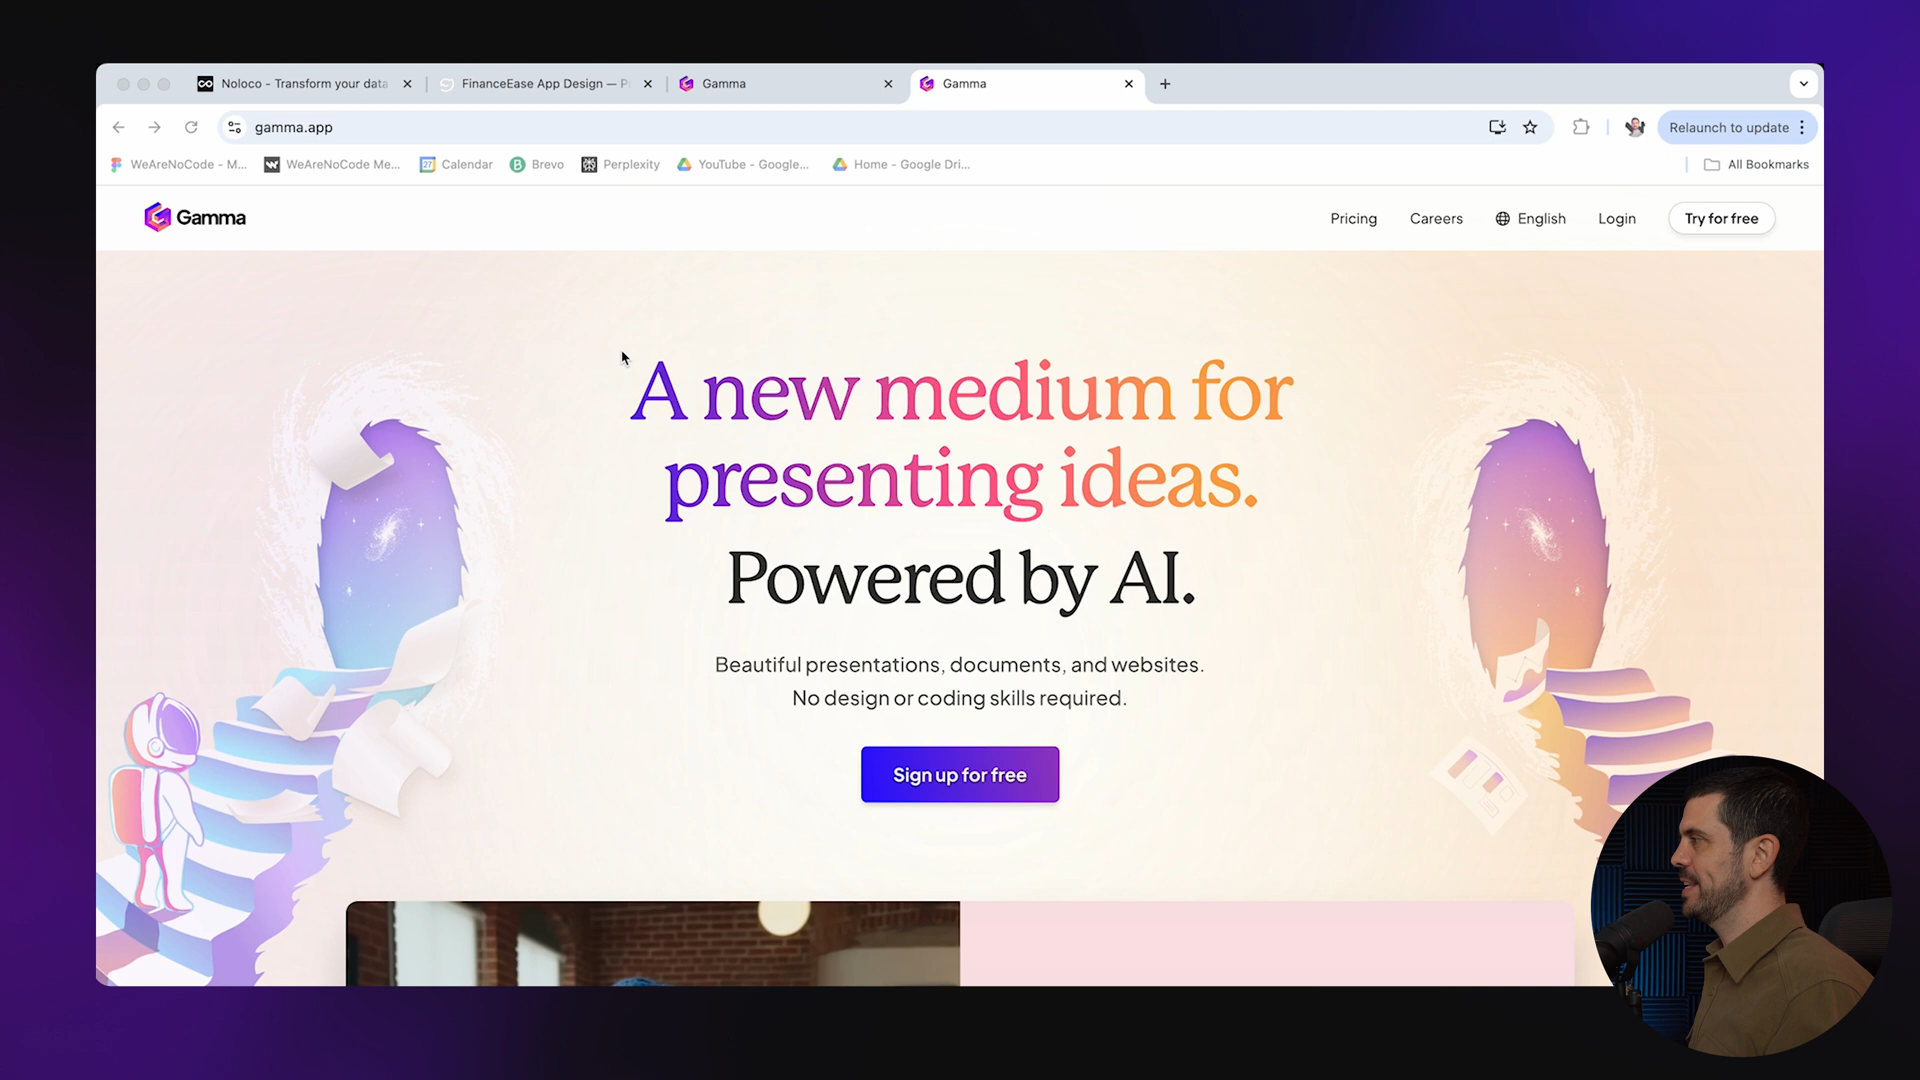 Noloco - Transform your data
FinanceEase App Design — P
Gamma
Gamma
gamma.app
Relaunch to update
WeAreNoCode - M...
WeAreNoCode Me...
27
Calendar
B
Brevo
Perplexity
YouTube - Google...
Home - Google Dri...
All Bookmarks
Gamma
Pricing
Careers
English
Login
Try for free
A new medium for
presenting ideas.
Powered by AI.
Beautiful presentations, documents, and websites.
No design or coding skills required.
Sign up for free